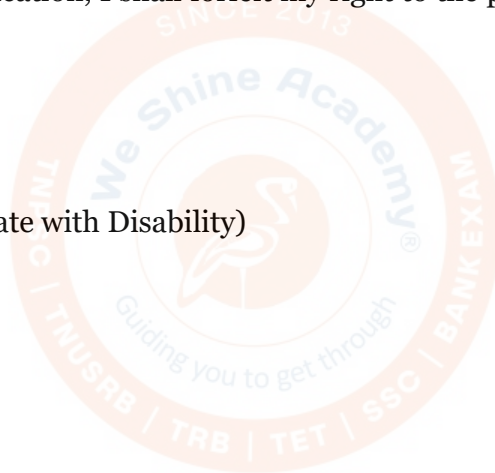 cation, I shall forfeit my right to the p
SINCE 2013
We Shine Academy®
ate with Disability)
Guiding you to get through
TNPSC | TNUSRB | TRB | TET | SSC | BANK EXAM